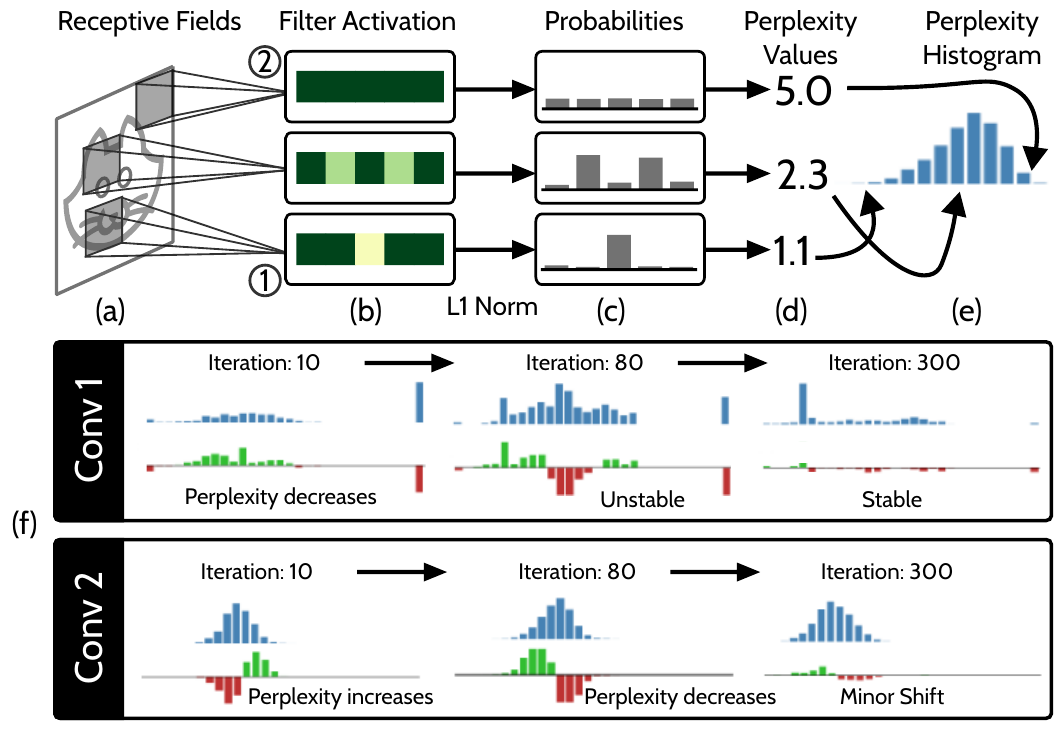 Receptive Fields
Filter Activation
Probabilities
Perplexity
Values
Perplexity
Histogram
2
5.0
2.3
1
1.1
L1 Norm
(a)
(b)
(c)
(d)
(e)
(f)
Conv 1
Iteration: 10
Iteration: 80
Iteration: 300
Perplexity decreases
Unstable
Stable
Conv 2
Iteration: 10
Iteration: 80
Iteration: 300
Perplexity increases
Perplexity decreases
Minor Shift